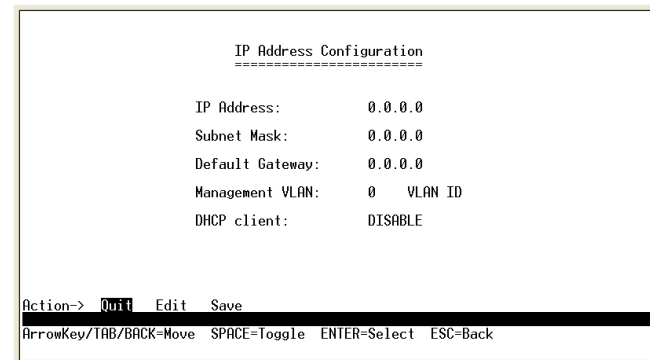 IP Address Configuration
========================
IP Address: 0.0.0.0
Subnet Mask: 0.0.0.0
Default Gateway: 0.0.0.0
Management VLAN: 0 VLAN ID
DHCP client: DISABLE
Action-> Quit Edit Save
ArrowKey/TAB/BACK=Move SPACE=Toggle ENTER=Select ESC=Back